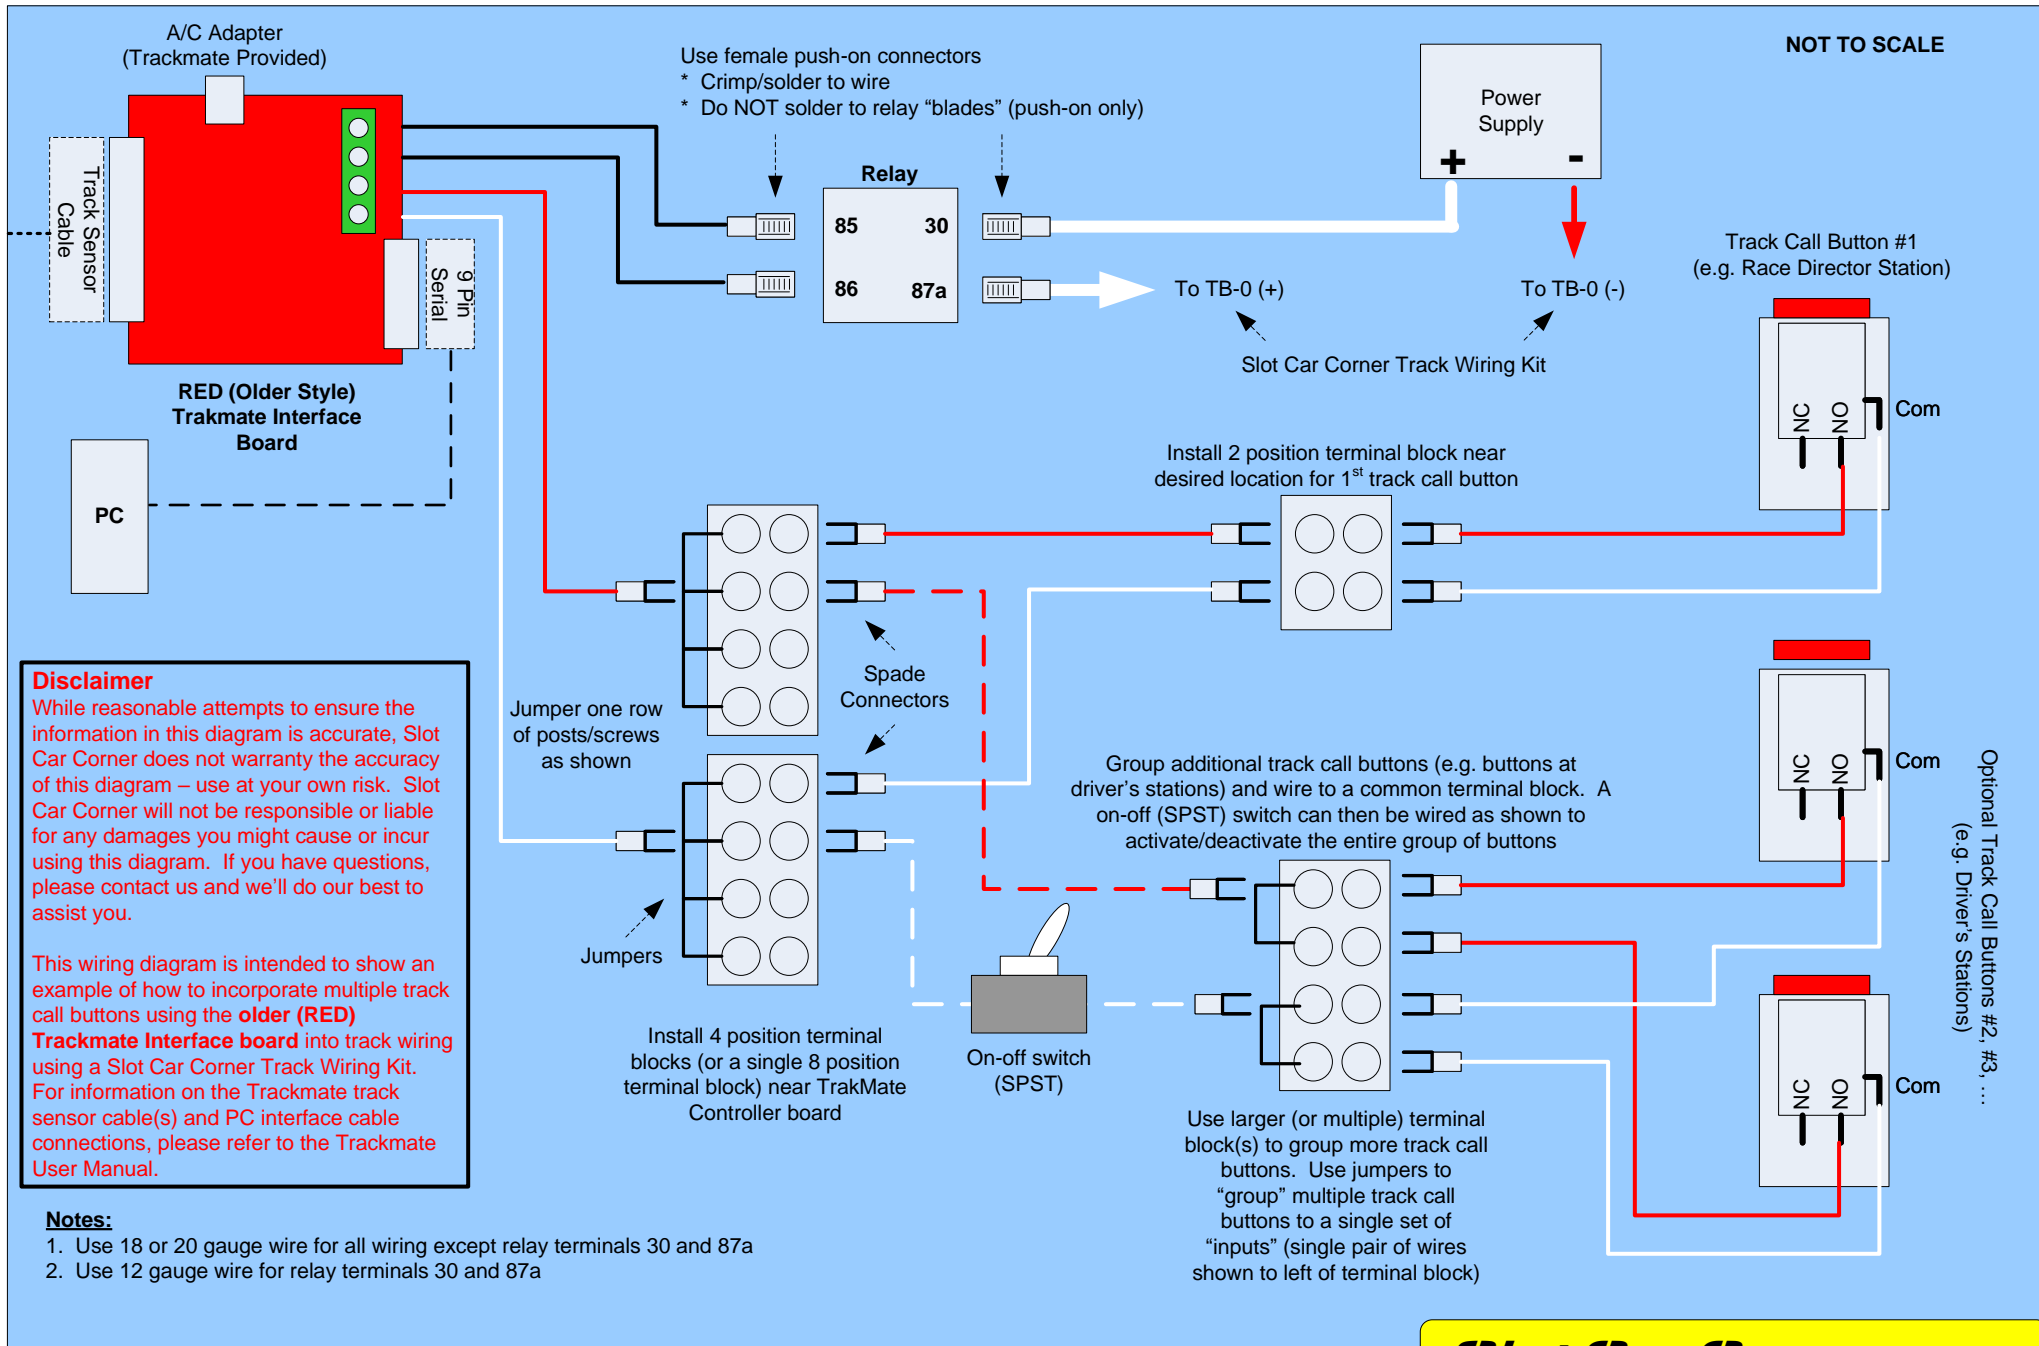 A/C Adapter
(Trackmate Provided)
Use female push-on connectors
* Crimp/solder to wire
* Do NOT solder to relay “blades” (push-on only)
NOT TO SCALE
Power
Supply
+ -
Track Sensor
Cable
9 Pin
Serial
Relay
85 30
86 87a
To TB-0 (+)
To TB-0 (-)
Slot Car Corner Track Wiring Kit
Track Call Button #1
(e.g. Race Director Station)
NC
NO
Com
RED (Older Style)
Trakmate Interface
Board
PC
Install 2 position terminal block near
desired location for 1st track call button
Spade
Connectors
Jumper one row
of posts/screws
as shown
Jumpers
Group additional track call buttons (e.g. buttons at
driver’s stations) and wire to a common terminal block. A
on-off (SPST) switch can then be wired as shown to
activate/deactivate the entire group of buttons
NC
NO
Com
Optional Track Call Buttons #2, #3, …
(e.g. Driver’s Stations)
NC
NO
Com
Install 4 position terminal
blocks (or a single 8 position
terminal block) near TrakMate
Controller board
On-off switch
(SPST)
Use larger (or multiple) terminal
block(s) to group more track call
buttons. Use jumpers to
“group” multiple track call
buttons to a single set of
“inputs” (single pair of wires
shown to left of terminal block)
Disclaimer
While reasonable attempts to ensure the
information in this diagram is accurate, Slot
Car Corner does not warranty the accuracy
of this diagram – use at your own risk. Slot
Car Corner will not be responsible or liable
for any damages you might cause or incur
using this diagram. If you have questions,
please contact us and we’ll do our best to
assist you.
This wiring diagram is intended to show an
example of how to incorporate multiple track
call buttons using the older (RED)
Trackmate Interface board into track wiring
using a Slot Car Corner Track Wiring Kit.
For information on the Trackmate track
sensor cable(s) and PC interface cable
connections, please refer to the Trackmate
User Manual.
Notes:
1. Use 18 or 20 gauge wire for all wiring except relay terminals 30 and 87a
2. Use 12 gauge wire for relay terminals 30 and 87a